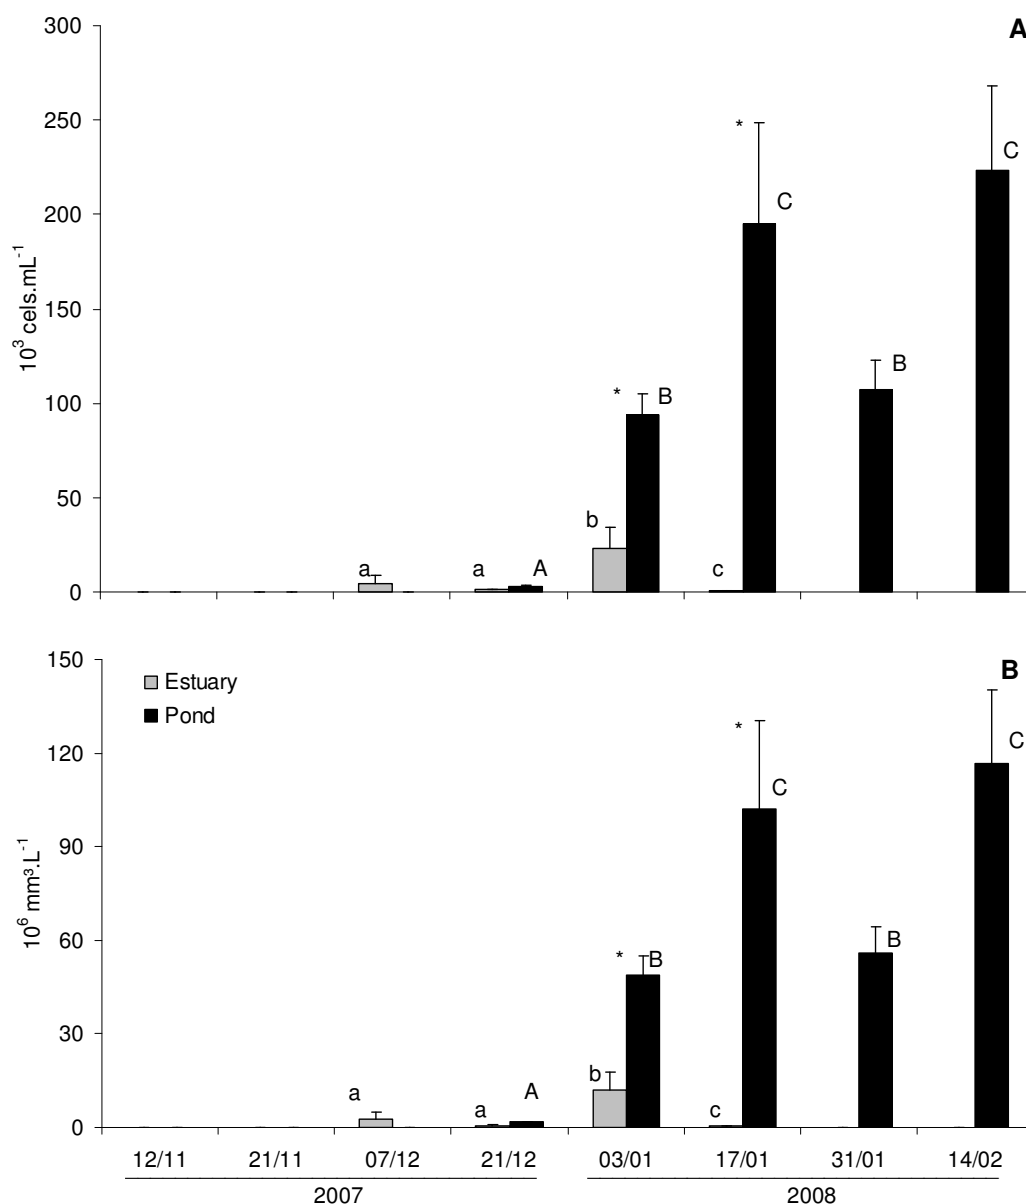 A
300
250
200
150
100
50
0
10³ cels.mL⁻¹
a
a
A
b
*
B
c
*
C
B
C
B
150
120
90
60
30
0
10⁶ mm³.L⁻¹
Estuary
Pond
a
a
A
b
*
B
c
*
C
B
C
12/11 21/11 07/12 21/12 03/01 17/01 31/01 14/02
2007 2008